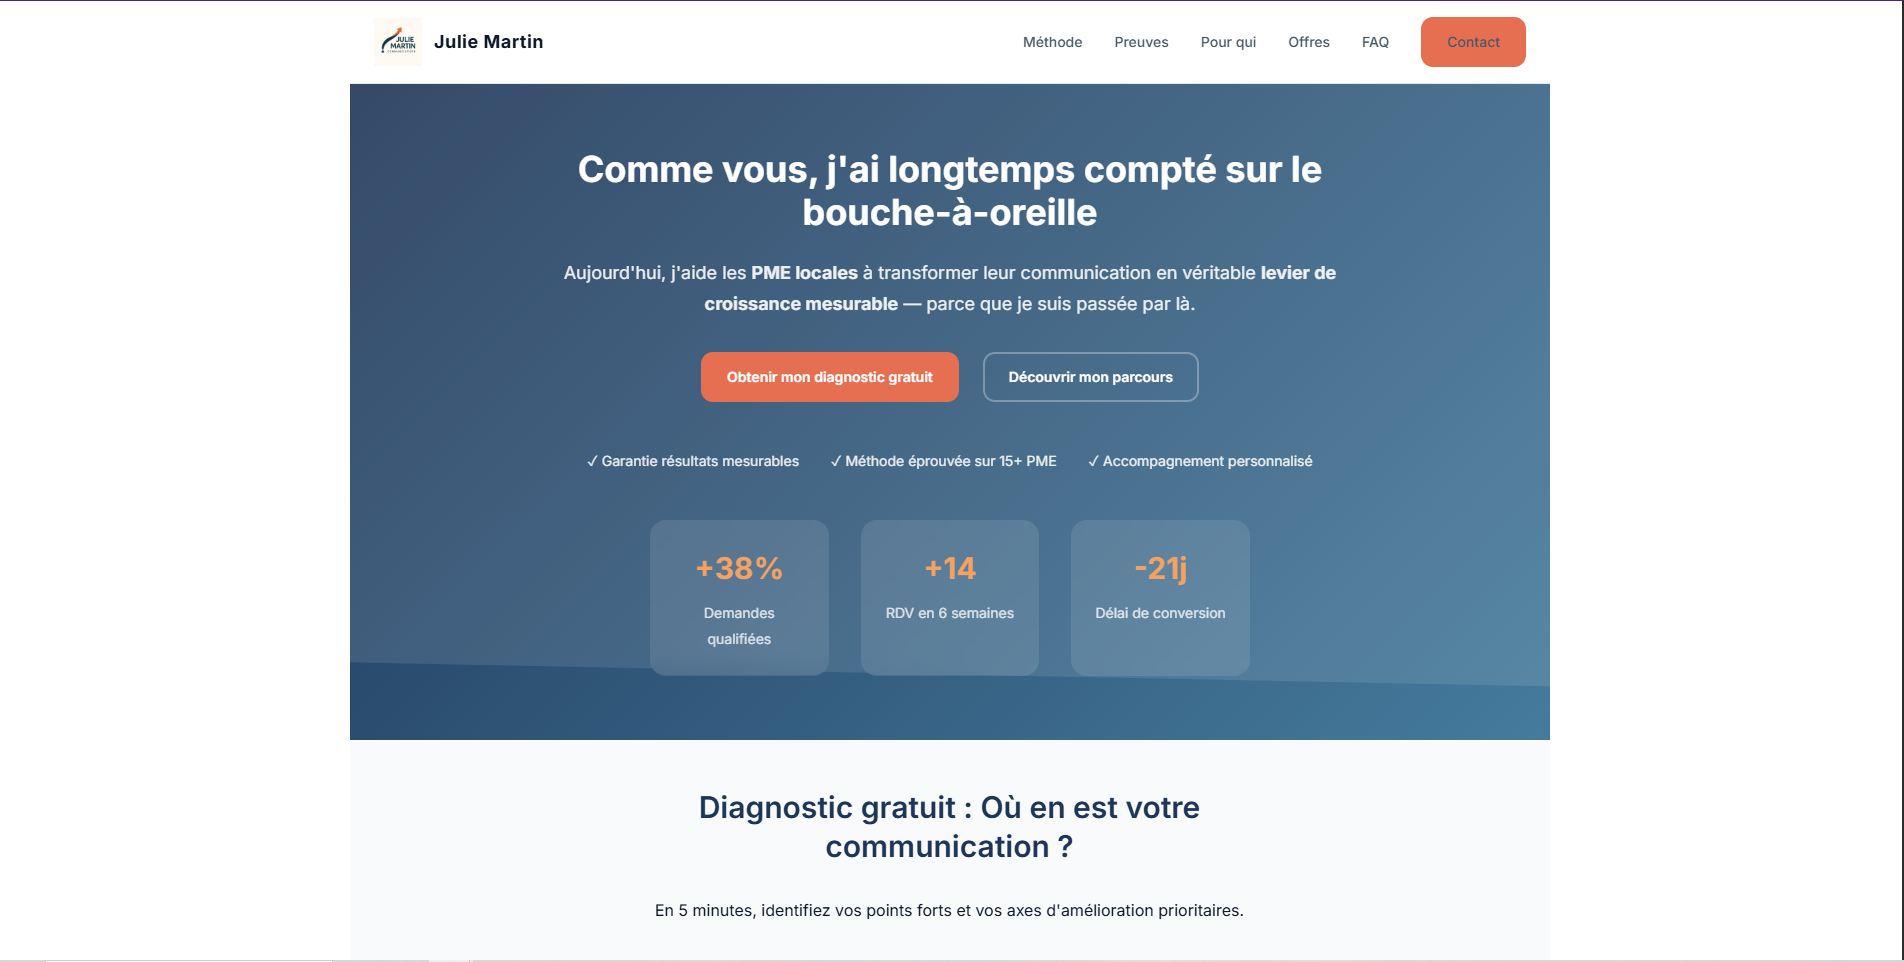 JULIE
MARTIN
Julie Martin
Méthode
Preuves
Pour qui
Offres
FAQ
Contact
Comme vous, j'ai longtemps compté sur le
bouche-à-oreille
Aujourd'hui, j'aide les PME locales à transformer leur communication en véritable levier de
croissance mesurable — parce que je suis passée par là.
Obtenir mon diagnostic gratuit
Découvrir mon parcours
✓ Garantie résultats mesurables
✓ Méthode éprouvée sur 15+ PME
✓ Accompagnement personnalisé
+38%
Demandes
qualifiées
+14
RDV en 6 semaines
-21j
Délai de conversion
Diagnostic gratuit : Où en est votre
communication ?
En 5 minutes, identifiez vos points forts et vos axes d'amélioration prioritaires.